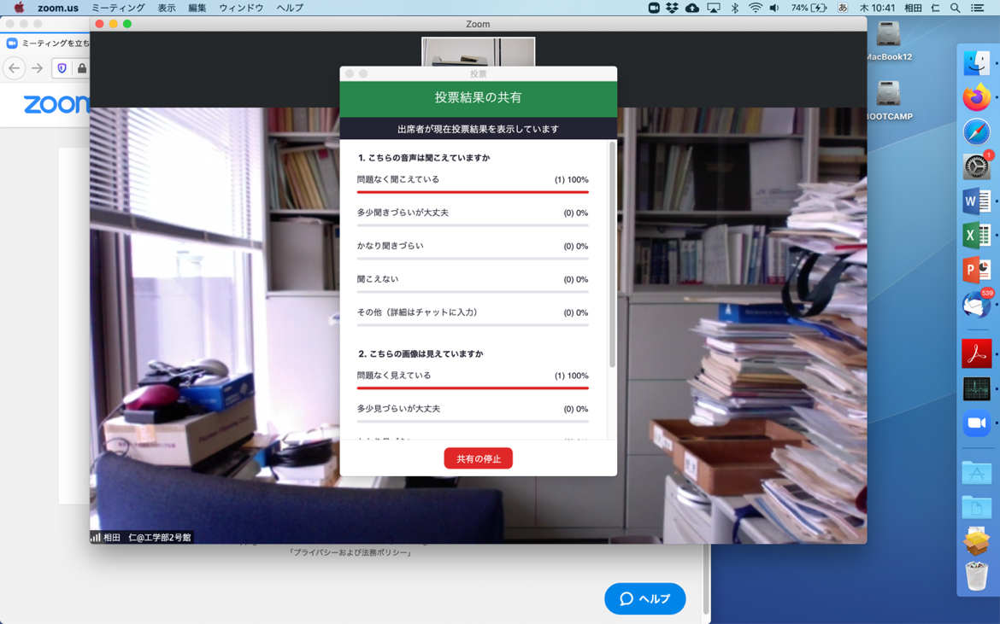 zoom.us ミーティング 表示 編集 ウィンドウ ヘルプ
74% あ 木 10:41 相田 仁
Zoom
ミーティングを立ち
zoom
MacBook12
BOOTCAMP
投票
投票結果の共有
出席者が現在投票結果を表示しています
1. こちらの音声は聞こえていますか
問題なく聞こえている (1) 100%
多少聞きづらいが大丈夫 (0) 0%
かなり聞きづらい (0) 0%
聞こえない (0) 0%
その他（詳細はチャットに入力） (0) 0%
2. こちらの画像は見えていますか
問題なく見えている (1) 100%
多少見づらいが大丈夫 (0) 0%
共有の停止
相田 仁@工学部2号館
「プライバシーおよび法務ポリシー」
ヘルプ
1
W
X
P
539